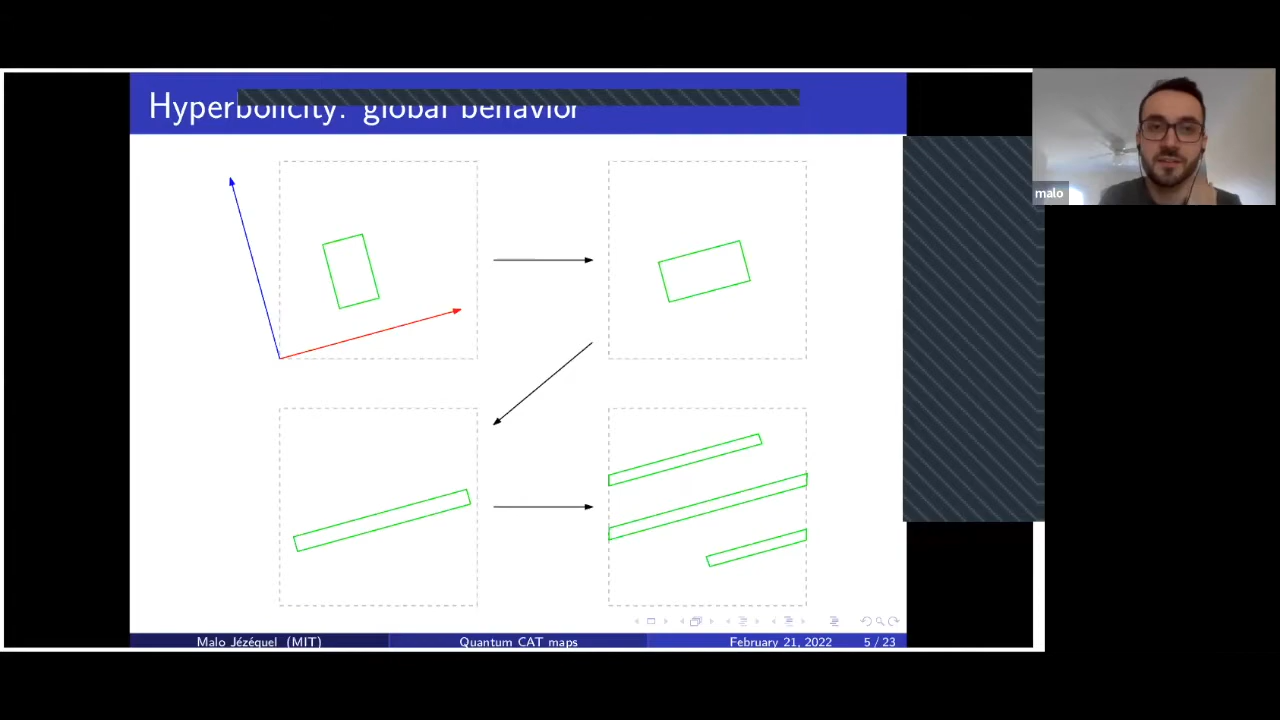 Hyperbolicity: global behavior
malo
Malo Jézéquel (MIT)
Quantum CAT maps
February 21, 2022
5 / 23